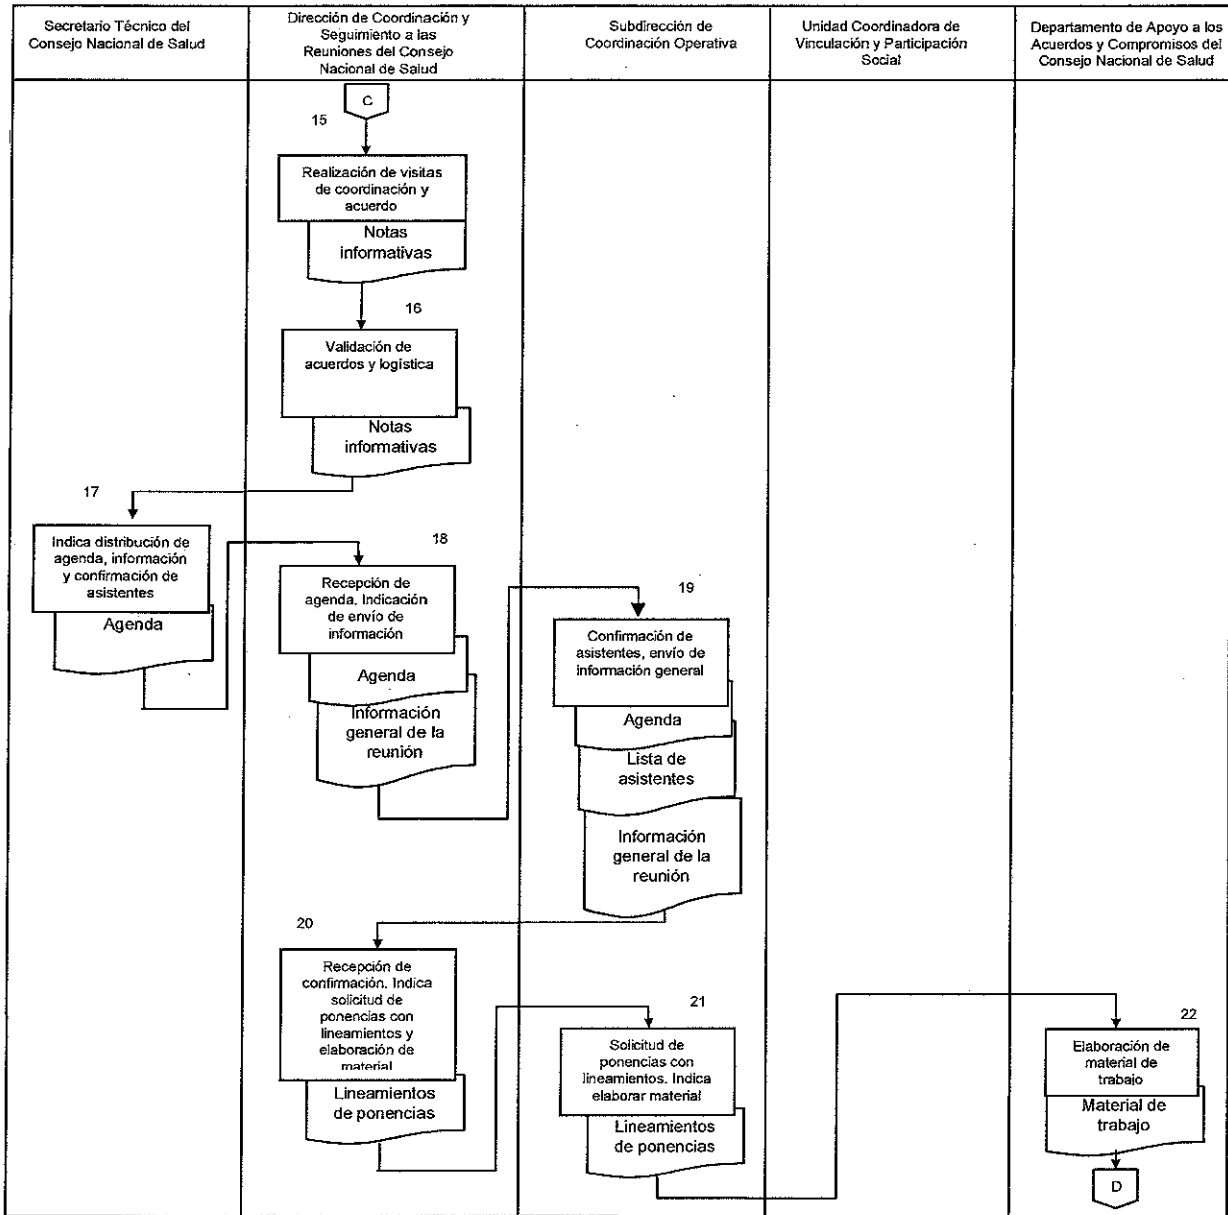 Secretario Técnico del
Consejo Nacional de Salud
Dirección de Coordinación y
Seguimiento a las
Reuniones del Consejo
Nacional de Salud
Subdirección de
Coordinación Operativa
Unidad Coordinadora de
Vinculación y Participación
Social
Departamento de Apoyo a los
Acuerdos y Compromisos del
Consejo Nacional de Salud
C
15
Realización de visitas
de coordinación y
acuerdo
Notas
informativas
16
Validación de
acuerdos y logística
Notas
informativas
17
Indica distribución de
agenda, información
y confirmación de
asistentes
Agenda
18
Recepción de
agenda. Indicación
de envío de
información
Agenda
Información
general de la
reunión
19
Confirmación de
asistentes, envío de
información general
Agenda
Lista de
asistentes
Información
general de la
reunión
20
Recepción de
confirmación. Indica
solicitud de
ponencias con
lineamientos y
elaboración de
material
Lineamientos
de ponencias
21
Solicitud de
ponencias con
lineamientos. Indica
elaborar material
Lineamientos
de ponencias
22
Elaboración de
material de
trabajo
Material de
trabajo
D